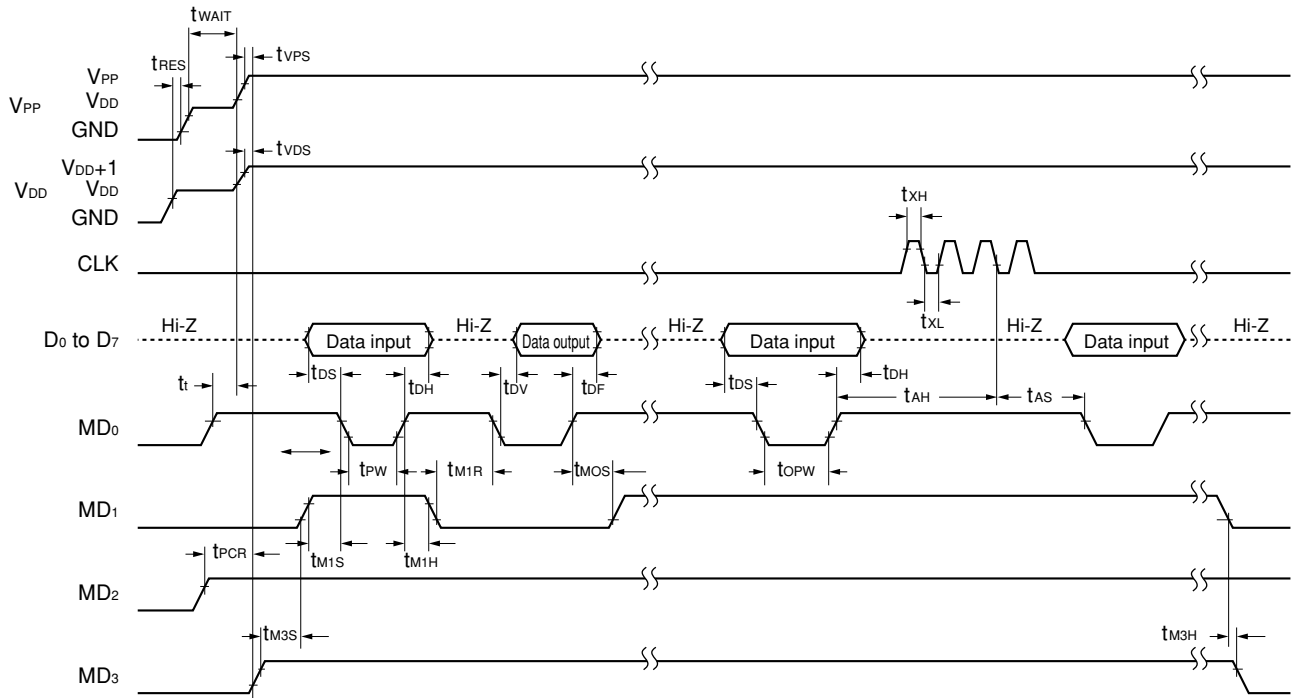 tWAIT
tRES
tVPS
VPP
VPP
VDD
GND
tVDS
VDD+1
VDD
VDD
GND
tXH
CLK
tXL
D0 to D7
Hi-Z
Data input
Hi-Z
Data output
Hi-Z
Data input
Hi-Z
Data input
Hi-Z
tt
tDS
tDH
tDV
tDF
tDS
tDH
tAH
tAS
MD0
tPW
tM1R
tMOS
tOPW
MD1
tPCR
tM1S
tM1H
MD2
tM3S
tM3H
MD3